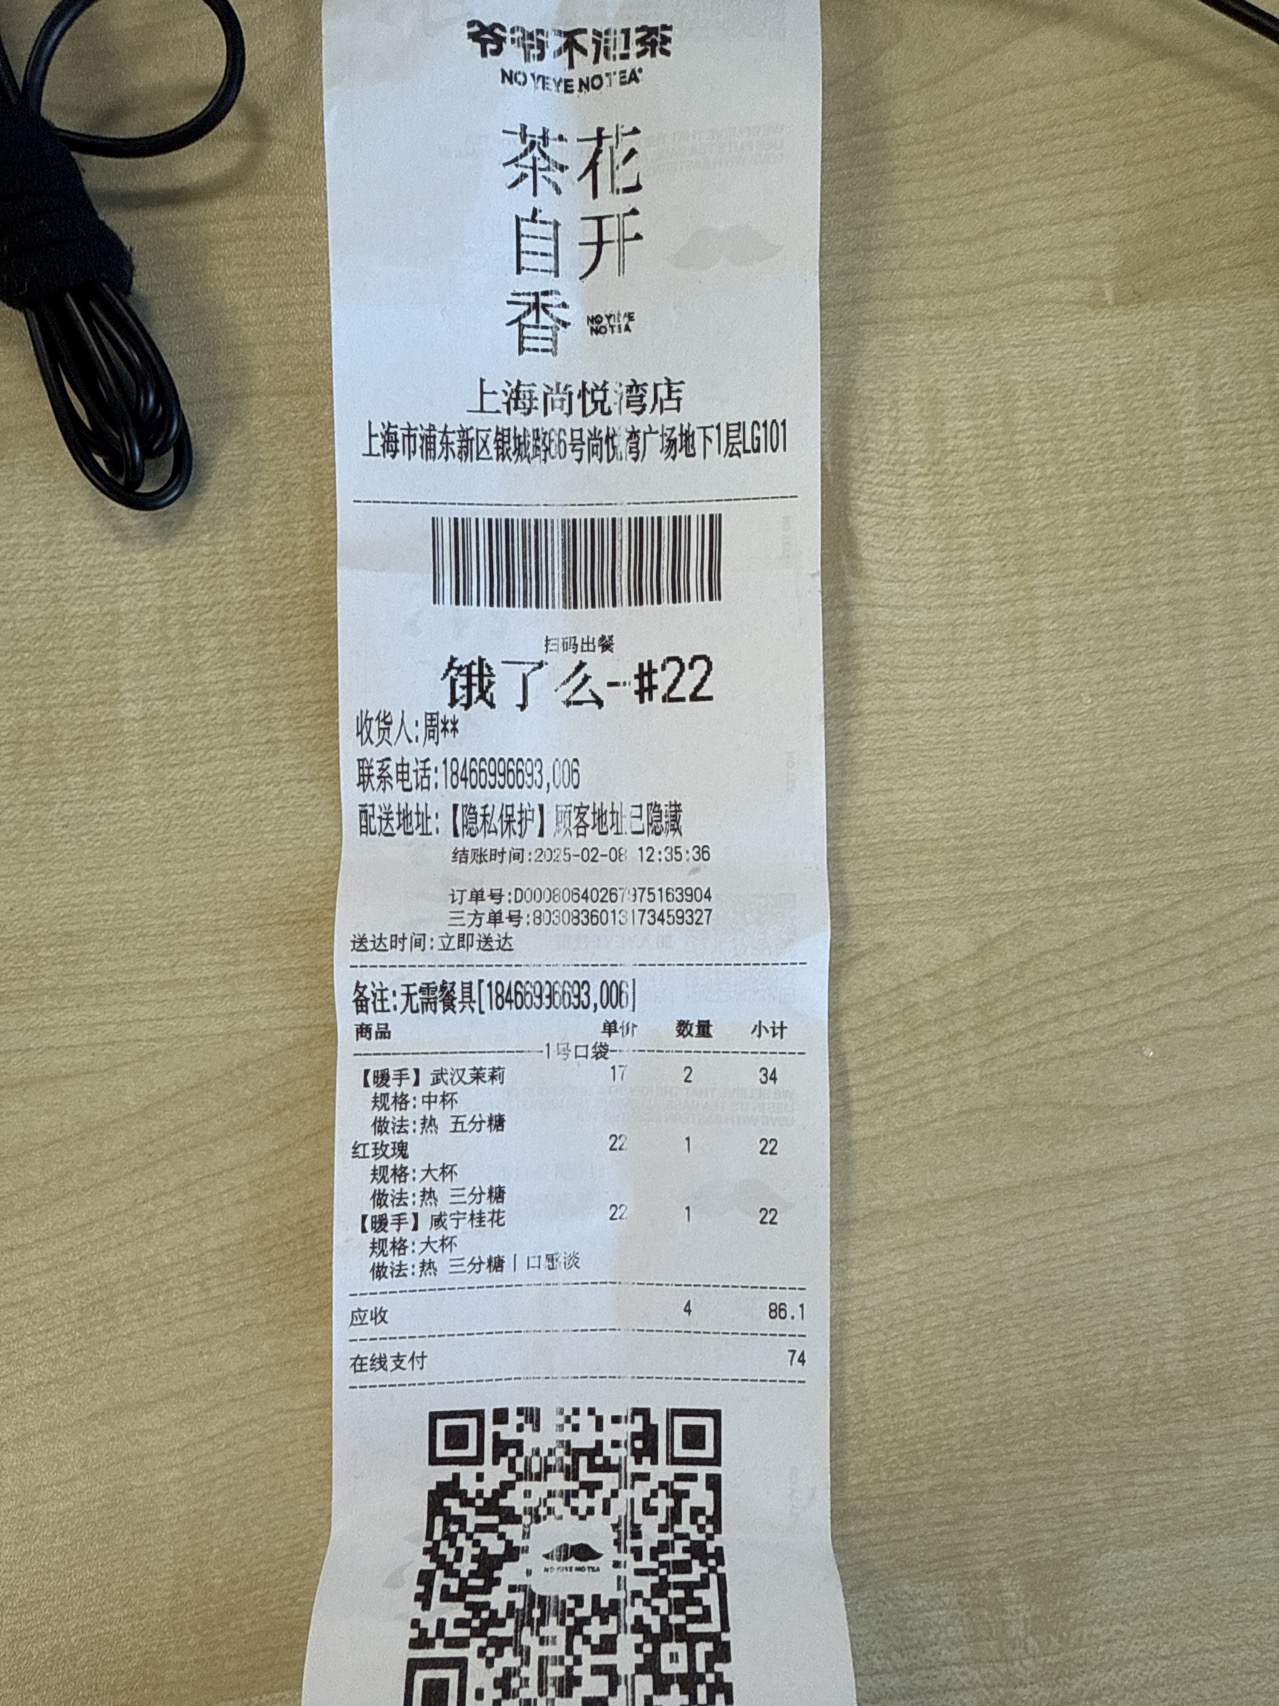 爷爷不泡茶
NO YEYE NO TEA
茶花
自开
香 NO YEYE
NO TEA
上海尚悦湾店
上海市浦东新区银城路66号尚悦湾广场地下1层LG101
扫码出餐
饿了么-#22
收货人:周**
联系电话:18466996693,006
配送地址:【隐私保护】顾客地址已隐藏
结账时间:2025-02-08 12:35:36
订单号:D00080640267975163904
三方单号:8030836013173459327
送达时间:立即送达
备注:无需餐具[18466996693,006]
商品 单价 数量 小计
1号口袋
【暖手】武汉茉莉 17 2 34
规格:中杯
做法:热 五分糖
红玫瑰 22 1 22
规格:大杯
做法:热 三分糖
【暖手】咸宁桂花 22 1 22
规格:大杯
做法:热 三分糖|口感淡
应收 4 86.1
在线支付 74
NO YEYE NO TEA